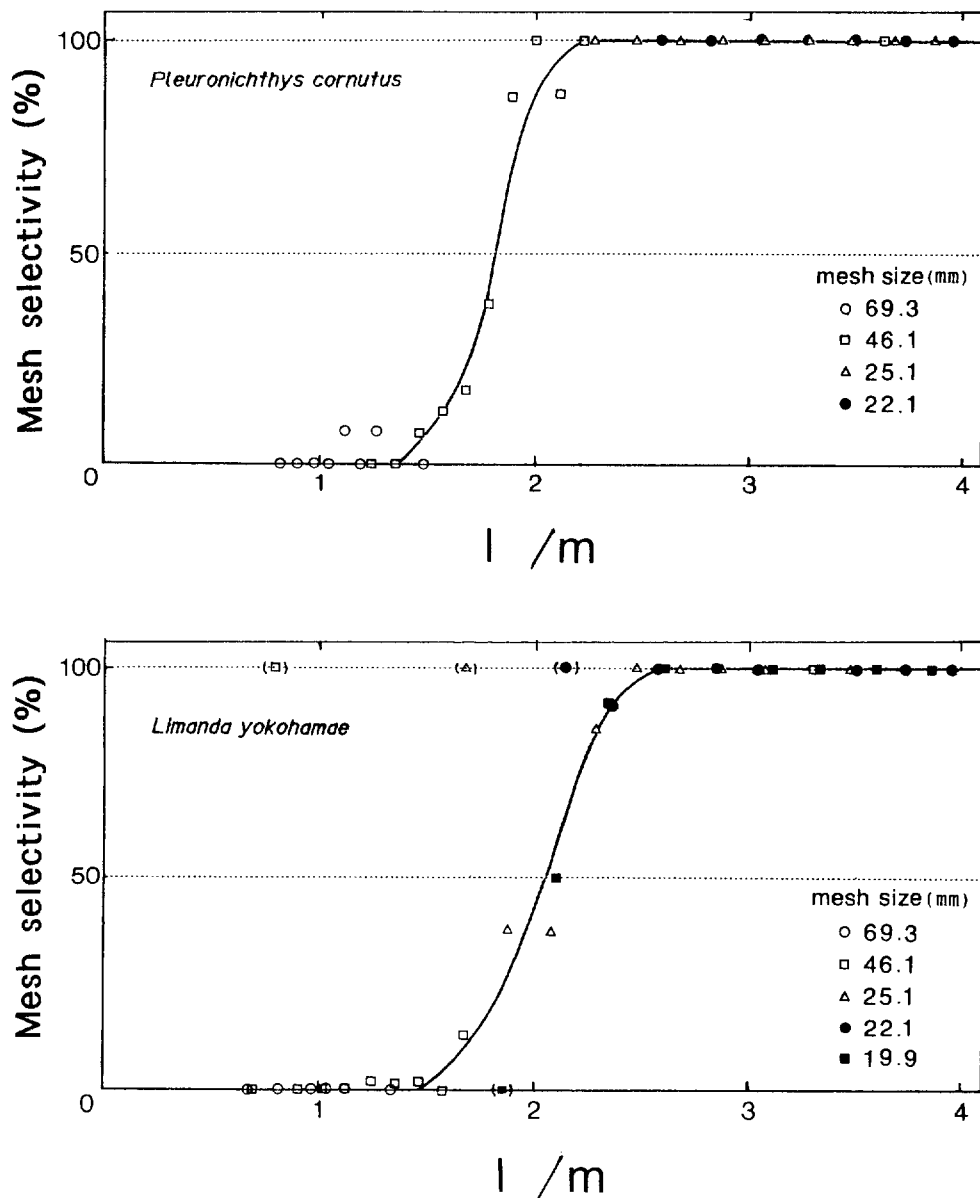 Mesh selectivity (%)
100
50
0
Pleuronichthys cornutus
mesh size (mm)
○ 69.3
□ 46.1
△ 25.1
● 22.1
1
2
3
4
l /m
Mesh selectivity (%)
100
50
0
Limanda yokohamae
mesh size (mm)
○ 69.3
□ 46.1
△ 25.1
● 22.1
■ 19.9
1
2
3
4
l /m